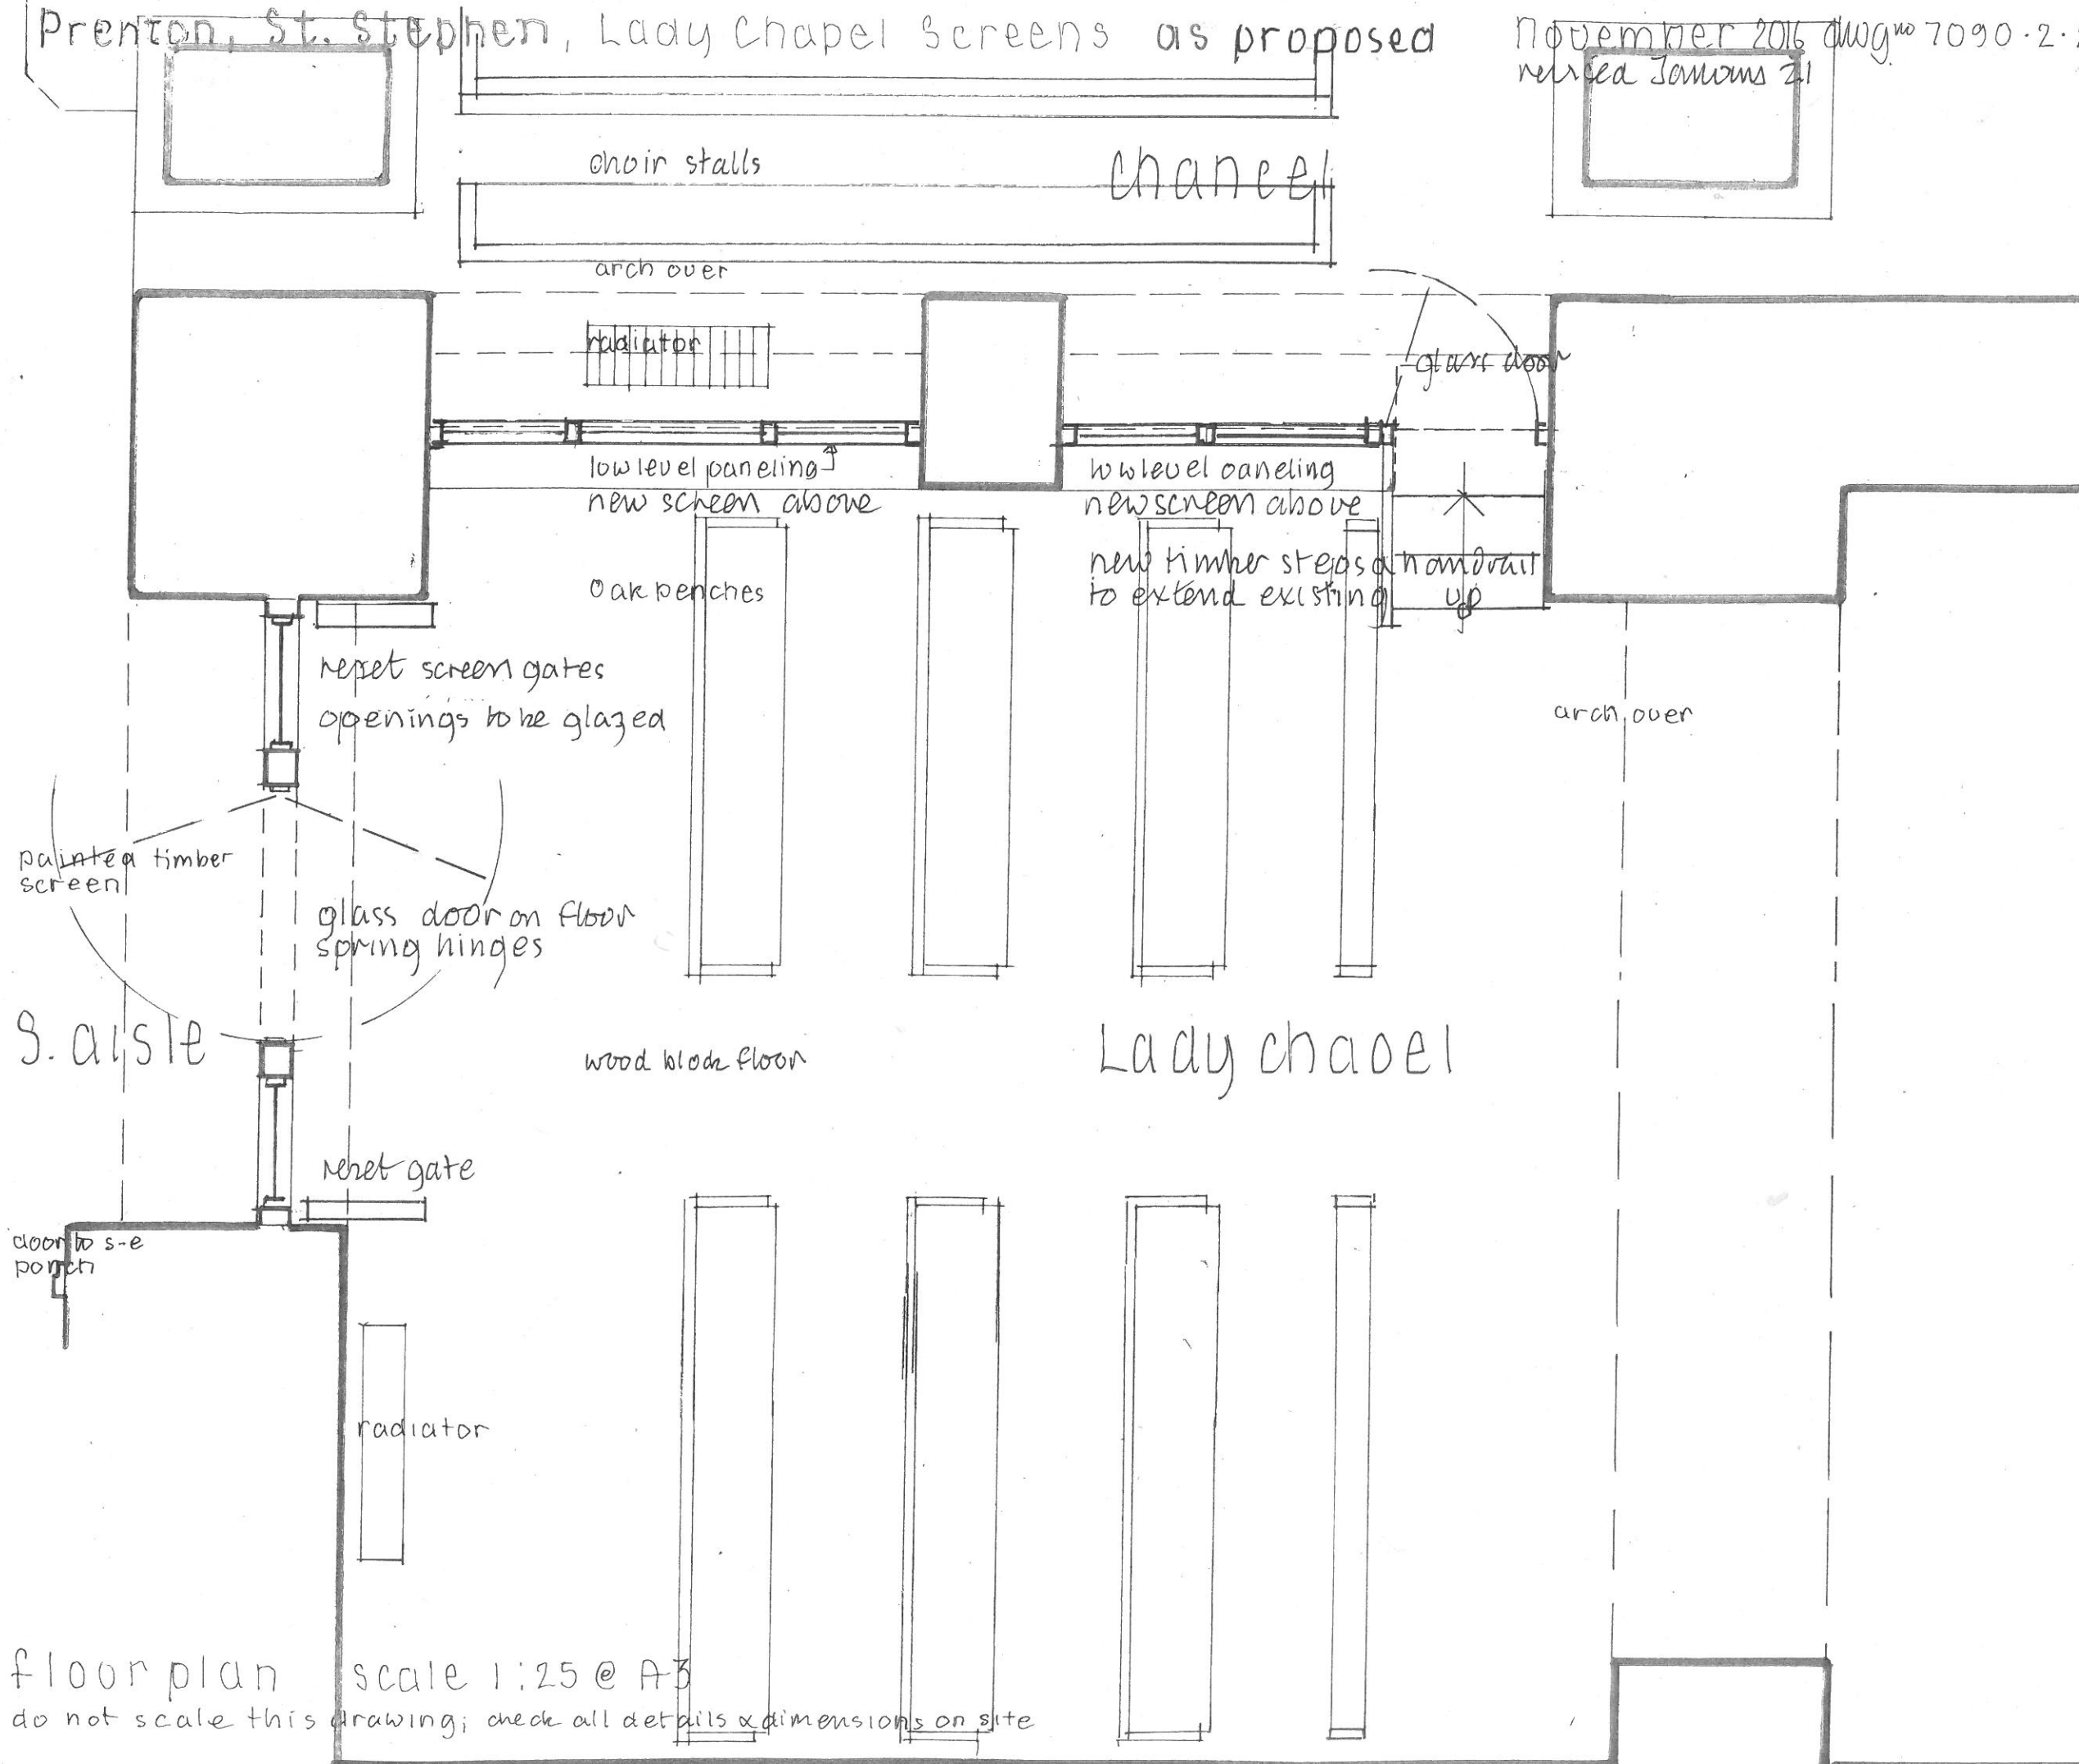 Prenton, St. Stephen, Lady Chapel Screens as proposed
November 2016 dwg no 7090.2.
revised January 21
choir stalls
chancel
arch over
radiator
glass door
low level paneling
new screen above
low level paneling
new screen above
new timber steps & handrail
to extend existing
up
Oak benches
reset screen gates
openings to be glazed
arch over
painted timber
screen
glass door on floor
spring hinges
S. aisle
wood block floor
Lady chapel
reset gate
door to s-e
porch
radiator
floor plan scale 1:25 @ A3
do not scale this drawing; check all details & dimensions on site